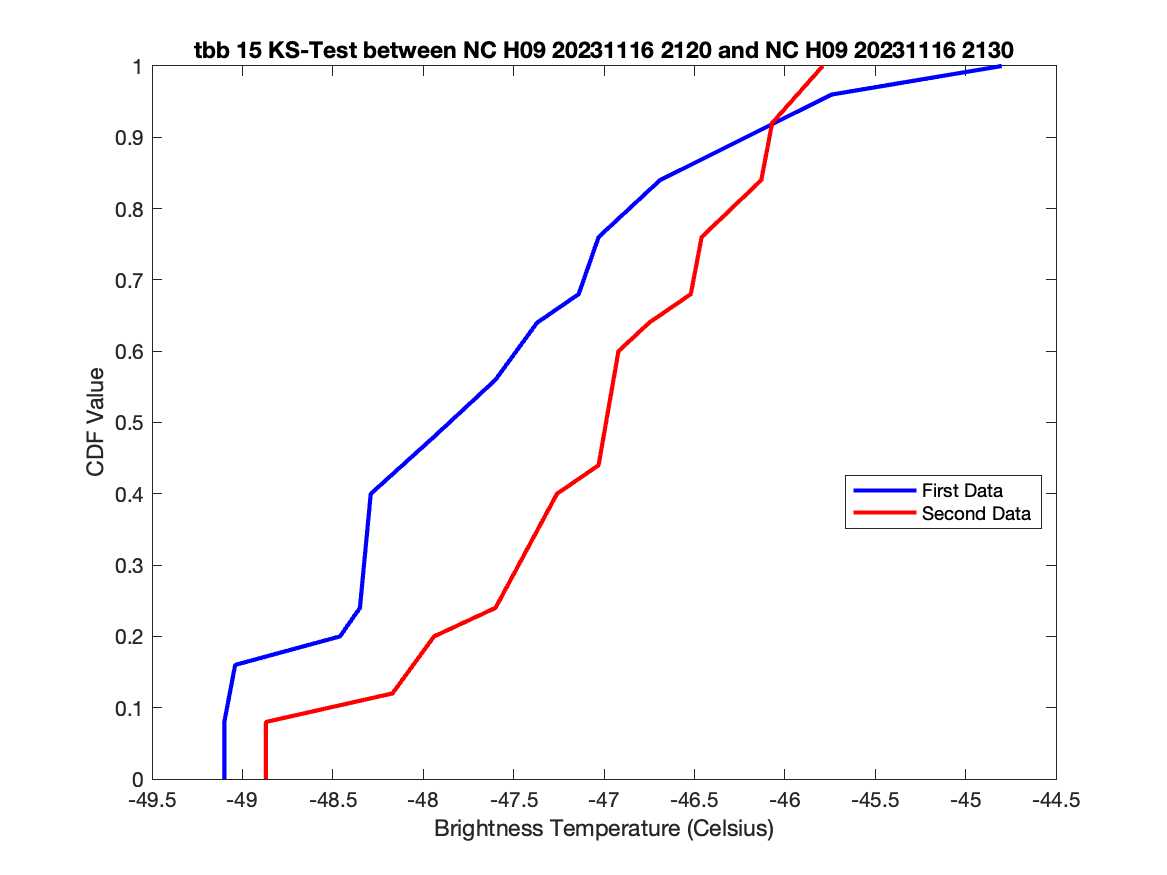 tbb 15 KS-Test between NC H09 20231116 2120 and NC H09 20231116 2130
1
0.9
0.8
0.7
0.6
0.5
0.4
0.3
0.2
0.1
0
CDF Value
First Data
Second Data
-49.5 -49 -48.5 -48 -47.5 -47 -46.5 -46 -45.5 -45 -44.5
Brightness Temperature (Celsius)